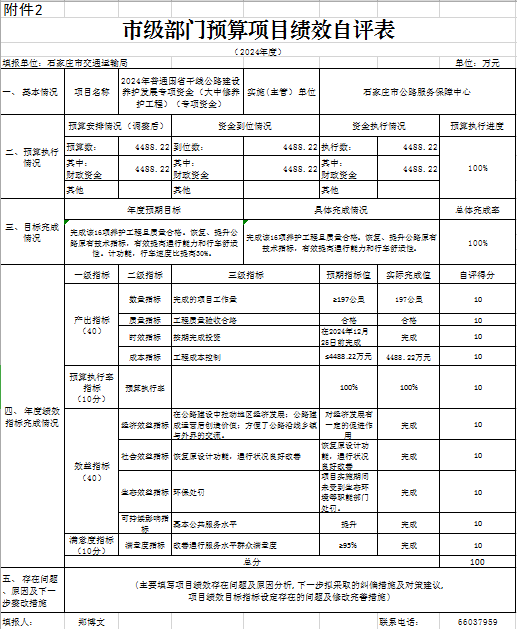 附件2
市级部门预算项目绩效自评表
（2024年度）
填报单位：石家庄市交通运输局 单位：万元
一、基本情况 项目名称 2024年普通国省干线公路建设养护发展专项资金（大中修养护工程）（专项资金） 实施(主管）单位 石家庄市公路服务保障中心
二、预算执行情况 预算安排情况（调整后） 资金到位情况 资金执行情况 预算执行进度
预算数： 4488.22 到位数： 4488.22 执行数： 4488.22 100%
其中：财政资金 4488.22 其中：财政资金 4488.22 其中：财政资金 4488.22
其他 其他 其他
三、目标完成情况 年度预期目标 具体完成情况 总体完成率
完成该16项养护工程且质量合格。恢复、提升公路原有技术指标，有效提高通行能力和行车舒适性。计功能，行车速度比提高30%。 完成该16项养护工程且质量合格。恢复、提升公路原有技术指标，有效提高通行能力和行车舒适性。 100%
四、年度绩效指标完成情况 一级指标 二级指标 三级指标 预期指标值 实际完成值 自评得分
产出指标（40） 数量指标 完成的项目工作量 ≥197公里 197公里 10
质量指标 工程质量验收合格 合格 合格 10
时效指标 按期完成投资 在2024年12月25日前完成 完成 10
成本指标 工程成本控制 ≤4488.22万元 4488.22万元 10
预算执行率指标（10分） 预算执行率 100% 100% 10
效益指标（40） 经济效益指标 在公路建设中拉动地区经济发展；公路建成运营后创造价值；方便了公路沿线乡镇与外界的交流。 对经济发展有一定的促进作用 完成 10
社会效益指标 恢复原设计功能，通行状况良好改善 恢复原设计功能，通行状况良好改善 完成 10
生态效益指标 环保处罚 项目实施期间未受到生态环境等职能部门处罚。 完成 10
可持续影响指标 基本公共服务水平 提升 完成 10
满意度指标（10分） 满意度指标 改善通行服务水平群众满意度 ≥95% 完成 10
总分 100
五、存在问题、原因及下一步整改措施 （主要填写项目绩效存在问题及原因分析，下一步拟采取的纠偏措施及对策建议，项目绩效目标指标设定存在的问题及修改完善措施）
填报人： 郑博文 联系电话： 66037959